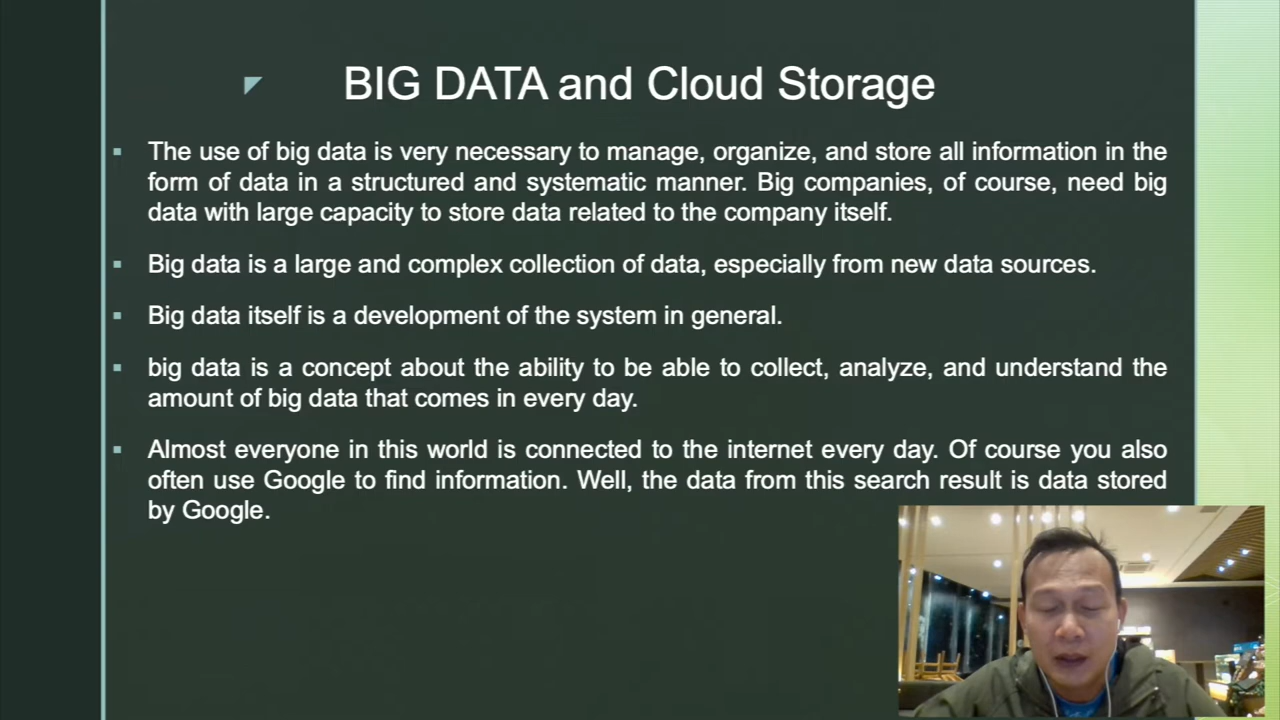 BIG DATA and Cloud Storage
The use of big data is very necessary to manage, organize, and store all information in the
form of data in a structured and systematic manner. Big companies, of course, need big
data with large capacity to store data related to the company itself.
Big data is a large and complex collection of data, especially from new data sources.
Big data itself is a development of the system in general.
big data is a concept about the ability to be able to collect, analyze, and understand the
amount of big data that comes in every day.
Almost everyone in this world is connected to the internet every day. Of course you also
often use Google to find information. Well, the data from this search result is data stored
by Google.